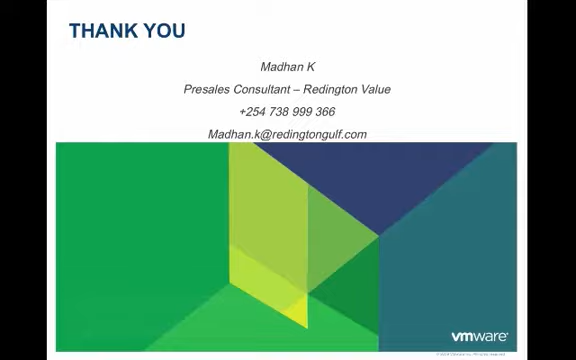 THANK YOU
Madhan K
Presales Consultant – Redington Value
+254 738 999 366
Madhan.k@redingtongulf.com
vmware